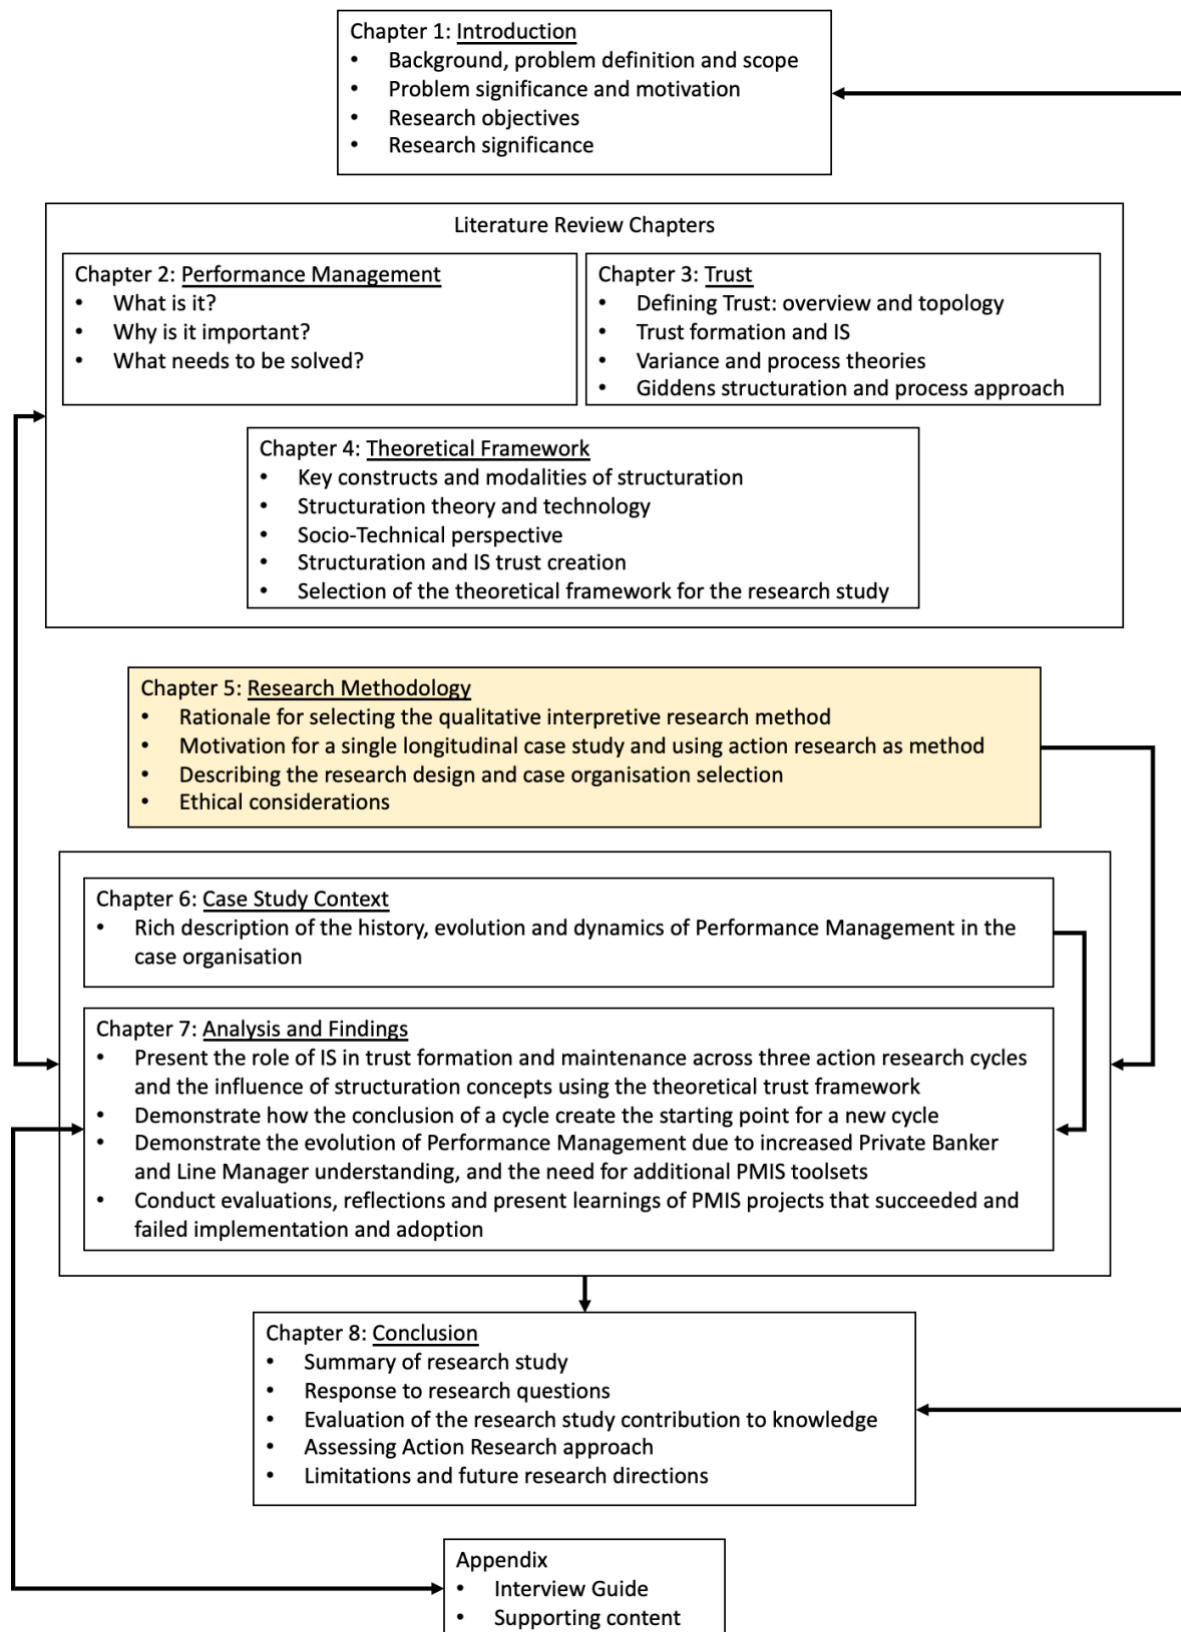 Chapter 1: Introduction
• Background, problem definition and scope
• Problem significance and motivation
• Research objectives
• Research significance
Literature Review Chapters
Chapter 2: Performance Management
• What is it?
• Why is it important?
• What needs to be solved?
Chapter 3: Trust
• Defining Trust: overview and topology
• Trust formation and IS
• Variance and process theories
• Giddens structuration and process approach
Chapter 4: Theoretical Framework
• Key constructs and modalities of structuration
• Structuration theory and technology
• Socio-Technical perspective
• Structuration and IS trust creation
• Selection of the theoretical framework for the research study
Chapter 5: Research Methodology
• Rationale for selecting the qualitative interpretive research method
• Motivation for a single longitudinal case study and using action research as method
• Describing the research design and case organisation selection
• Ethical considerations
Chapter 6: Case Study Context
• Rich description of the history, evolution and dynamics of Performance Management in the
case organisation
Chapter 7: Analysis and Findings
• Present the role of IS in trust formation and maintenance across three action research cycles
and the influence of structuration concepts using the theoretical trust framework
• Demonstrate how the conclusion of a cycle create the starting point for a new cycle
• Demonstrate the evolution of Performance Management due to increased Private Banker
and Line Manager understanding, and the need for additional PMIS toolsets
• Conduct evaluations, reflections and present learnings of PMIS projects that succeeded and
failed implementation and adoption
Chapter 8: Conclusion
• Summary of research study
• Response to research questions
• Evaluation of the research study contribution to knowledge
• Assessing Action Research approach
• Limitations and future research directions
Appendix
• Interview Guide
• Supporting content